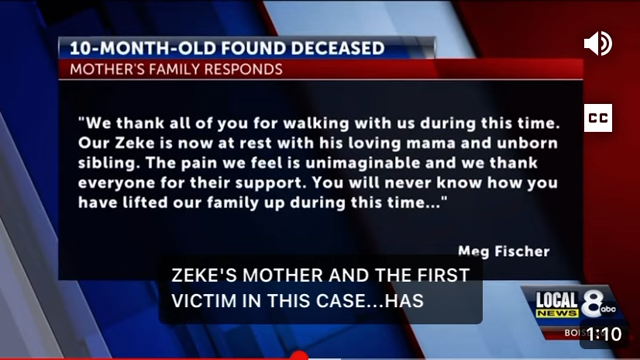 10-MONTH-OLD FOUND DECEASED
MOTHER'S FAMILY RESPONDS
"We thank all of you for walking with us during this time.
Our Zeke is now at rest with his loving mama and unborn
sibling. The pain we feel is unimaginable and we thank
everyone for their support. You will never know how you
have lifted our family up during this time..."
Meg Fischer
ZEKE'S MOTHER AND THE FIRST
VICTIM IN THIS CASE...HAS
CC
LOCAL
NEWS 8 abc
1:10